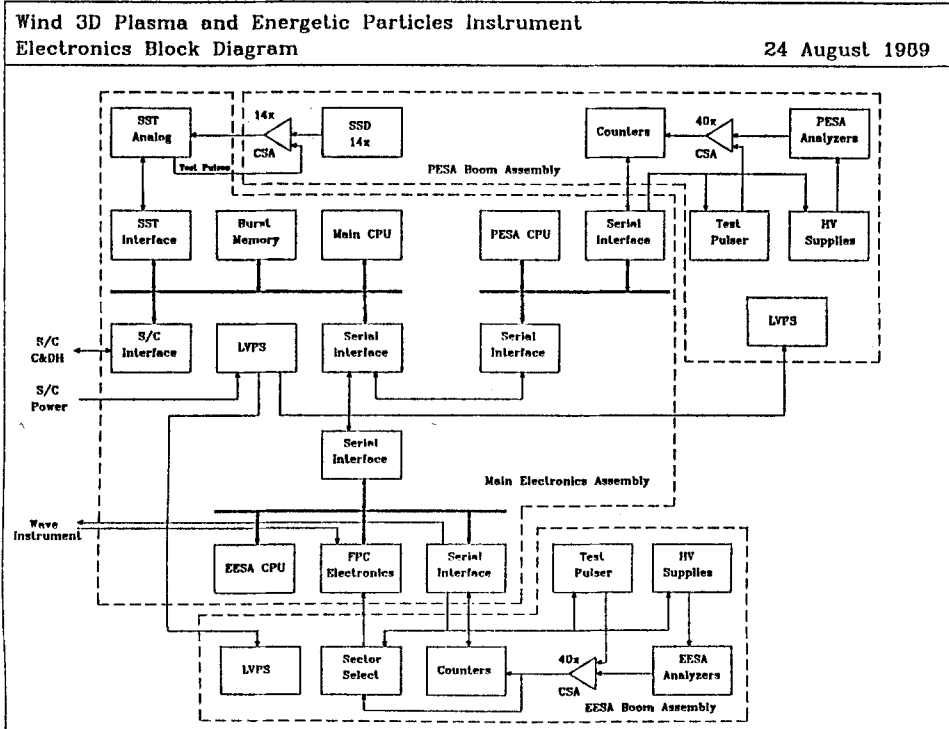 Wind 3D Plasma and Energetic Particles Instrument
Electronics Block Diagram
24 August 1989
SST
Analog
14x
CSA
SSD
14x
Test Pulses
Counters
40x
CSA
PESA
Analyzers
PESA Boom Assembly
SST
Interface
Burst
Memory
Main CPU
PESA CPU
Serial
Interface
Test
Pulser
HV
Supplies
S/C
C&DH
S/C
Interface
LVPS
Serial
Interface
Serial
Interface
LVPS
S/C
Power
Serial
Interface
Main Electronics Assembly
Wave
Instrument
EESA CPU
FPC
Electronics
Serial
Interface
Test
Pulser
HV
Supplies
LVPS
Sector
Select
Counters
40x
CSA
EESA
Analyzers
EESA Boom Assembly